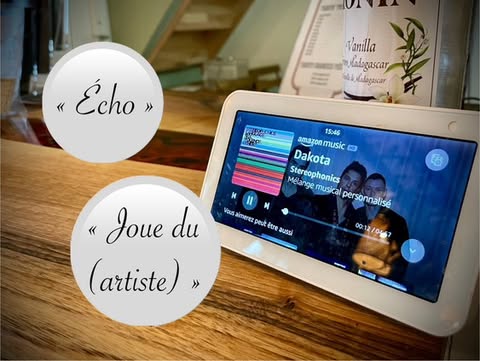 « Écho »
« Joue du
(artiste) »
Vanilla
Madagascar
15:46
amazon music
Dakota
Stereophonics
Mélange musical personnalisé
Vous aimerez peut être aussi